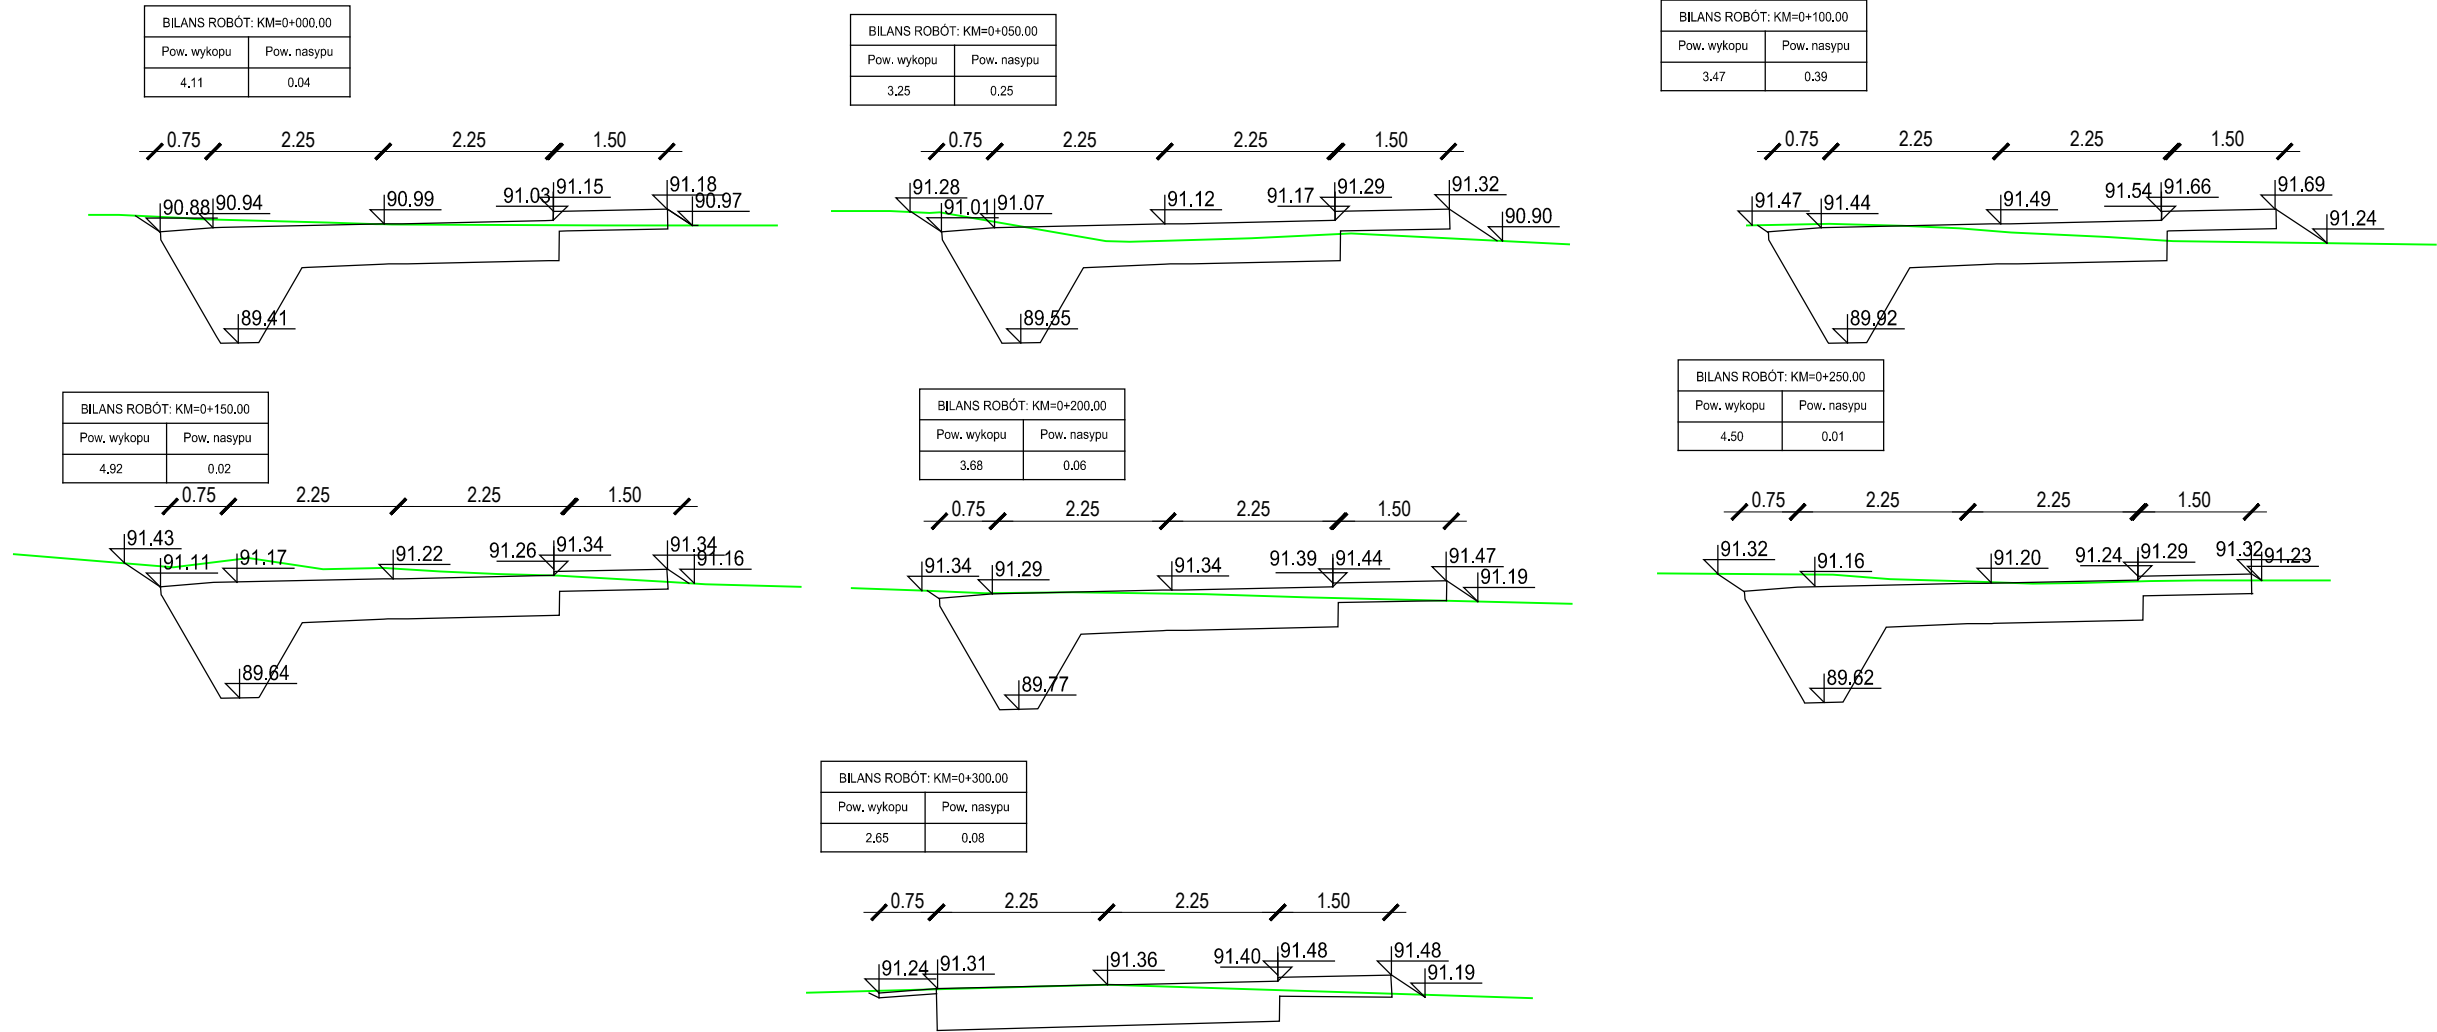 BILANS ROBÓT: KM=0+000.00
Pow. wykopu Pow. nasypu
4.11 0.04
0.75 2.25 2.25 1.50
90.88 90.94 90.99 91.03 91.15 91.18 90.97
89.41
BILANS ROBÓT: KM=0+050.00
Pow. wykopu Pow. nasypu
3.25 0.25
0.75 2.25 2.25 1.50
91.28 91.01 91.07 91.12 91.17 91.29 91.32 90.90
89.55
BILANS ROBÓT: KM=0+100.00
Pow. wykopu Pow. nasypu
3.47 0.39
0.75 2.25 2.25 1.50
91.47 91.44 91.49 91.54 91.66 91.69 91.24
89.92
BILANS ROBÓT: KM=0+150.00
Pow. wykopu Pow. nasypu
4.92 0.02
0.75 2.25 2.25 1.50
91.43 91.11 91.17 91.22 91.26 91.34 91.34 91.16
89.64
BILANS ROBÓT: KM=0+200.00
Pow. wykopu Pow. nasypu
3.68 0.06
0.75 2.25 2.25 1.50
91.34 91.29 91.34 91.39 91.44 91.47 91.19
89.77
BILANS ROBÓT: KM=0+250.00
Pow. wykopu Pow. nasypu
4.50 0.01
0.75 2.25 2.25 1.50
91.32 91.16 91.20 91.24 91.29 91.32 91.23
89.62
BILANS ROBÓT: KM=0+300.00
Pow. wykopu Pow. nasypu
2.65 0.08
0.75 2.25 2.25 1.50
91.24 91.31 91.36 91.40 91.48 91.48 91.19